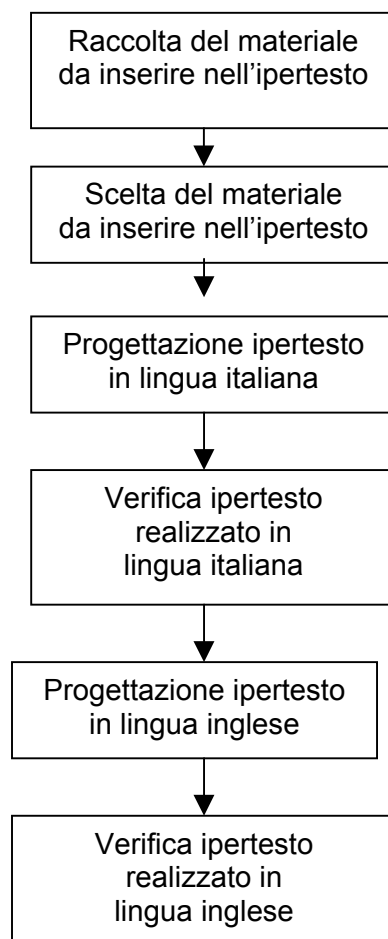 Raccolta del materiale
da inserire nell’ipertesto
Scelta del materiale
da inserire nell’ipertesto
Progettazione ipertesto
in lingua italiana
Verifica ipertesto
realizzato in
lingua italiana
Progettazione ipertesto
in lingua inglese
Verifica ipertesto
realizzato in
lingua inglese